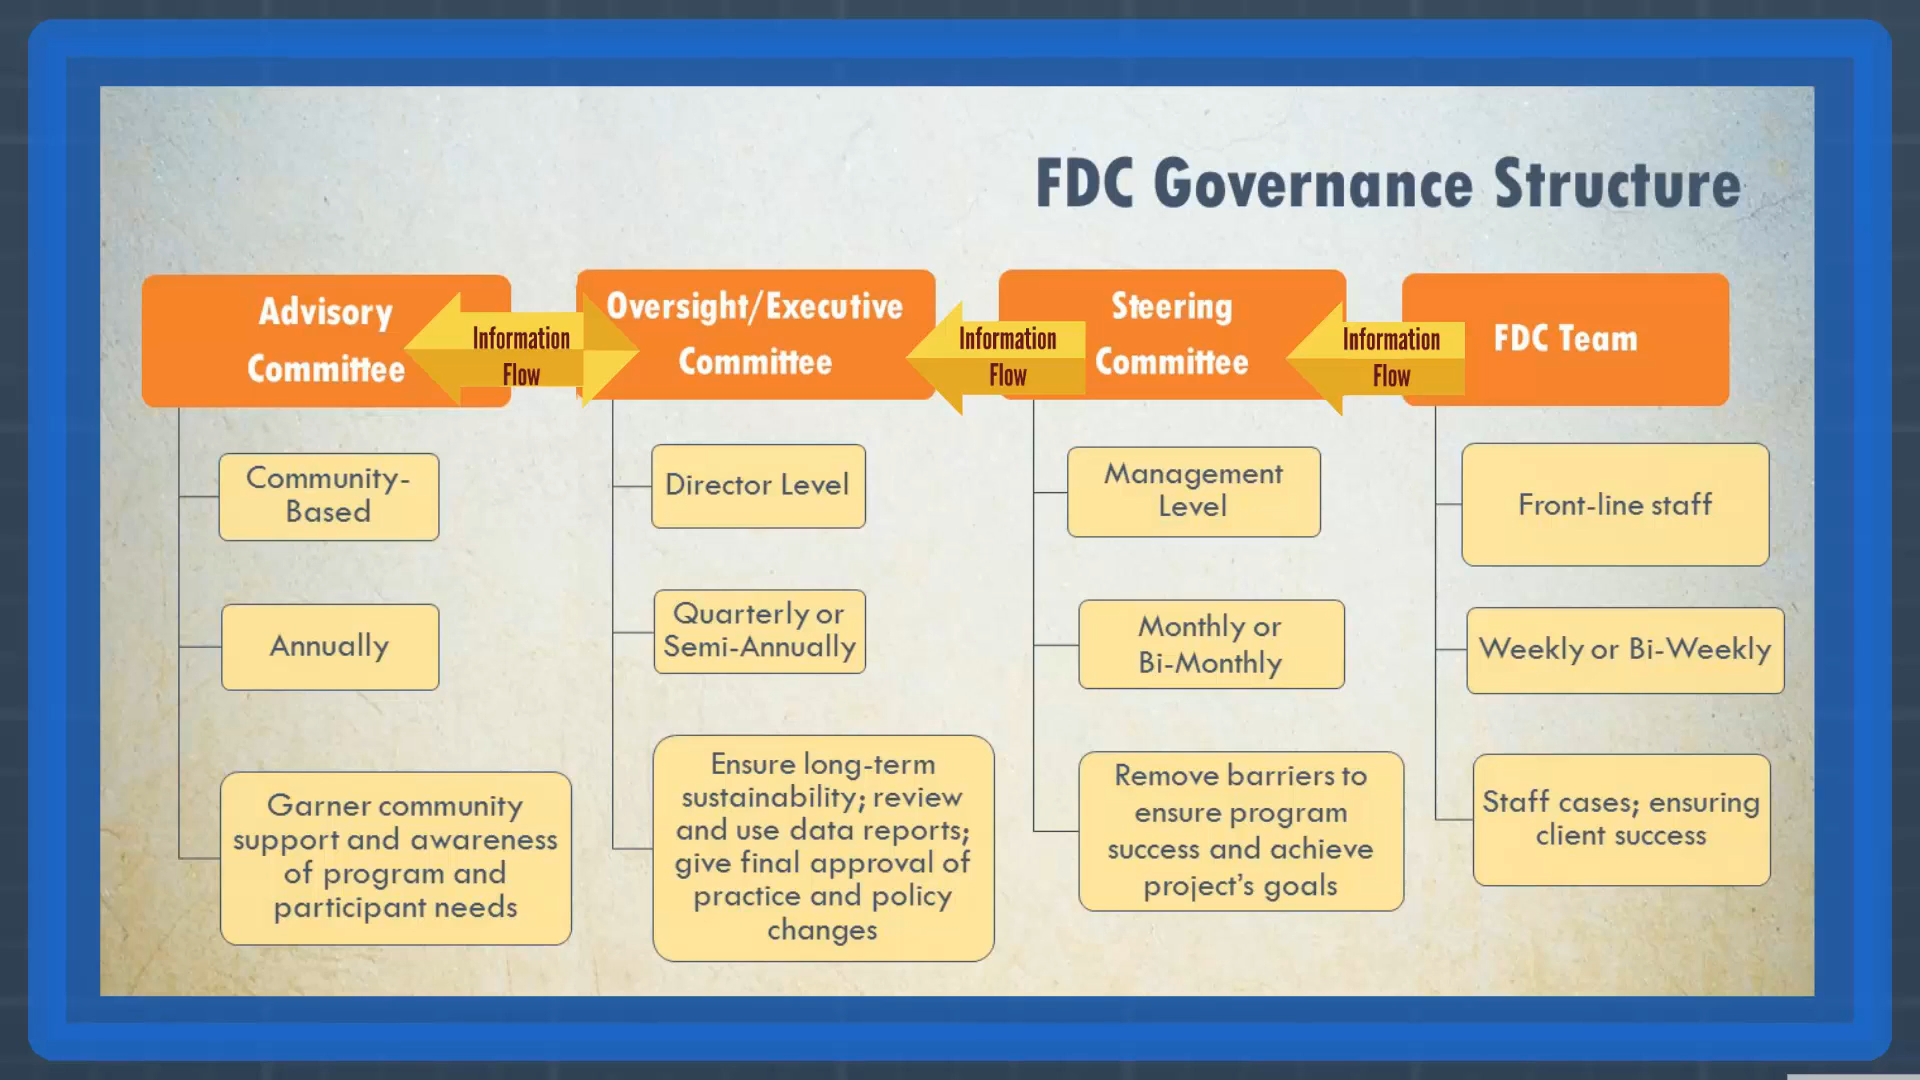 FDC Governance Structure
Advisory
Committee
Information
Flow
Oversight/Executive
Committee
Information
Flow
Steering
Committee
Information
Flow
FDC Team
Community-
Based
Annually
Garner community
support and awareness
of program and
participant needs
Director Level
Quarterly or
Semi-Annually
Ensure long-term
sustainability; review
and use data reports;
give final approval of
practice and policy
changes
Management
Level
Monthly or
Bi-Monthly
Remove barriers to
ensure program
success and achieve
project’s goals
Front-line staff
Weekly or Bi-Weekly
Staff cases; ensuring
client success